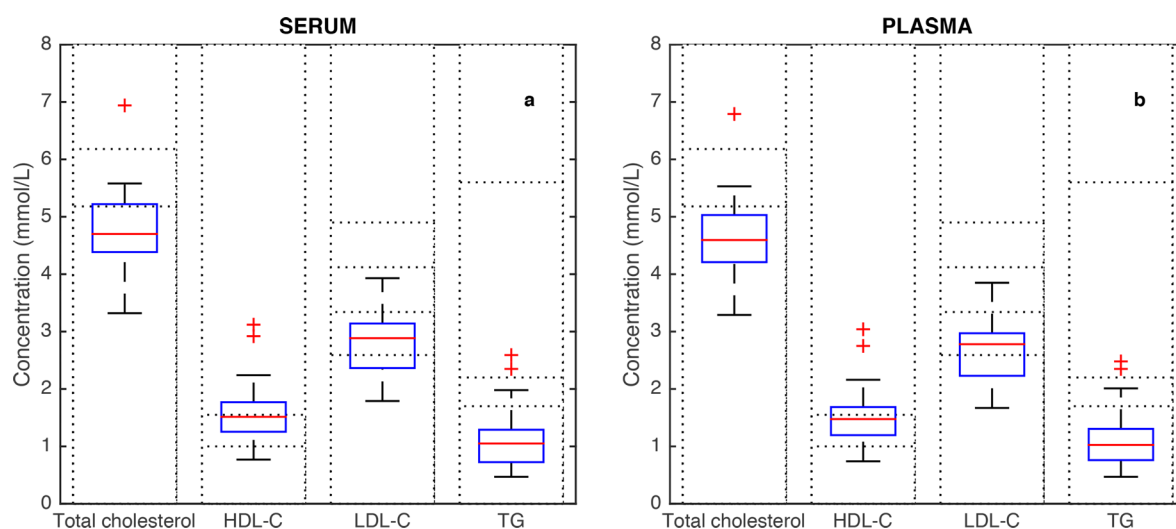 SERUM
a
Concentration (mmol/L)
8
7
6
5
4
3
2
1
0
Total cholesterol HDL-C LDL-C TG
PLASMA
b
Concentration (mmol/L)
8
7
6
5
4
3
2
1
0
Total cholesterol HDL-C LDL-C TG